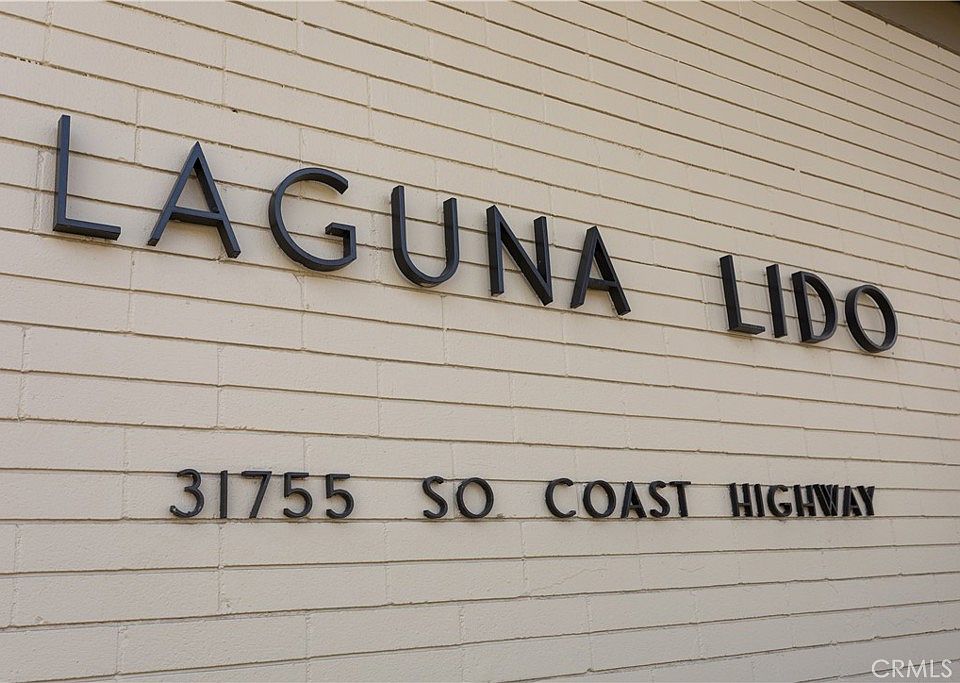 LAGUNA LIDO
31755 SO COAST HIGHWAY
CRMLS